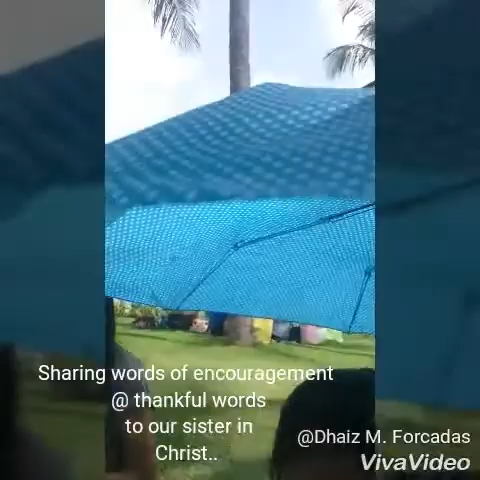 Sharing words of encouragement
@ thankful words
to our sister in
Christ..
@Dhaiz M. Forcadas
VivaVideo